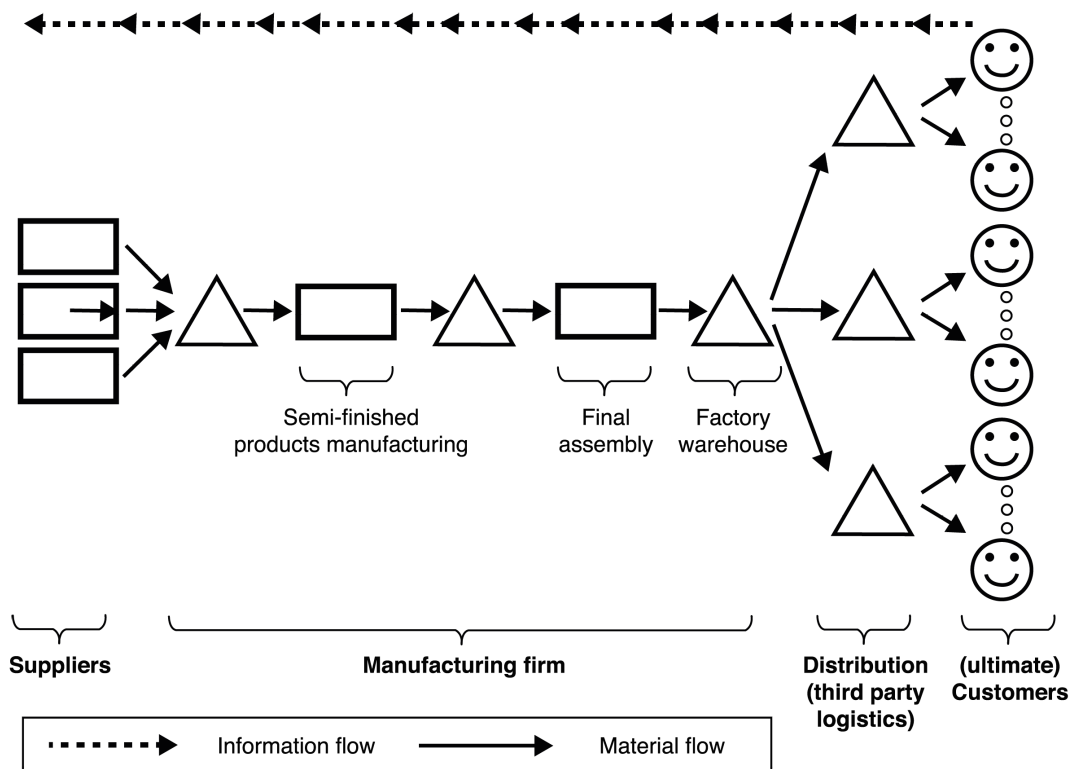 Semi-finished
products manufacturing
Final
assembly
Factory
warehouse
Suppliers
Manufacturing firm
Distribution
(third party
logistics)
(ultimate)
Customers
Information flow
Material flow